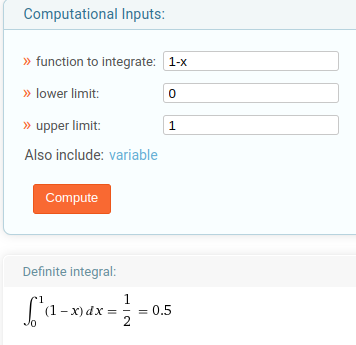 Computational Inputs:
» function to integrate: 1-x
» lower limit: 0
» upper limit: 1
Also include: variable
Compute
Definite integral:
∫₀¹ (1 – x) dx = 1/2 = 0.5